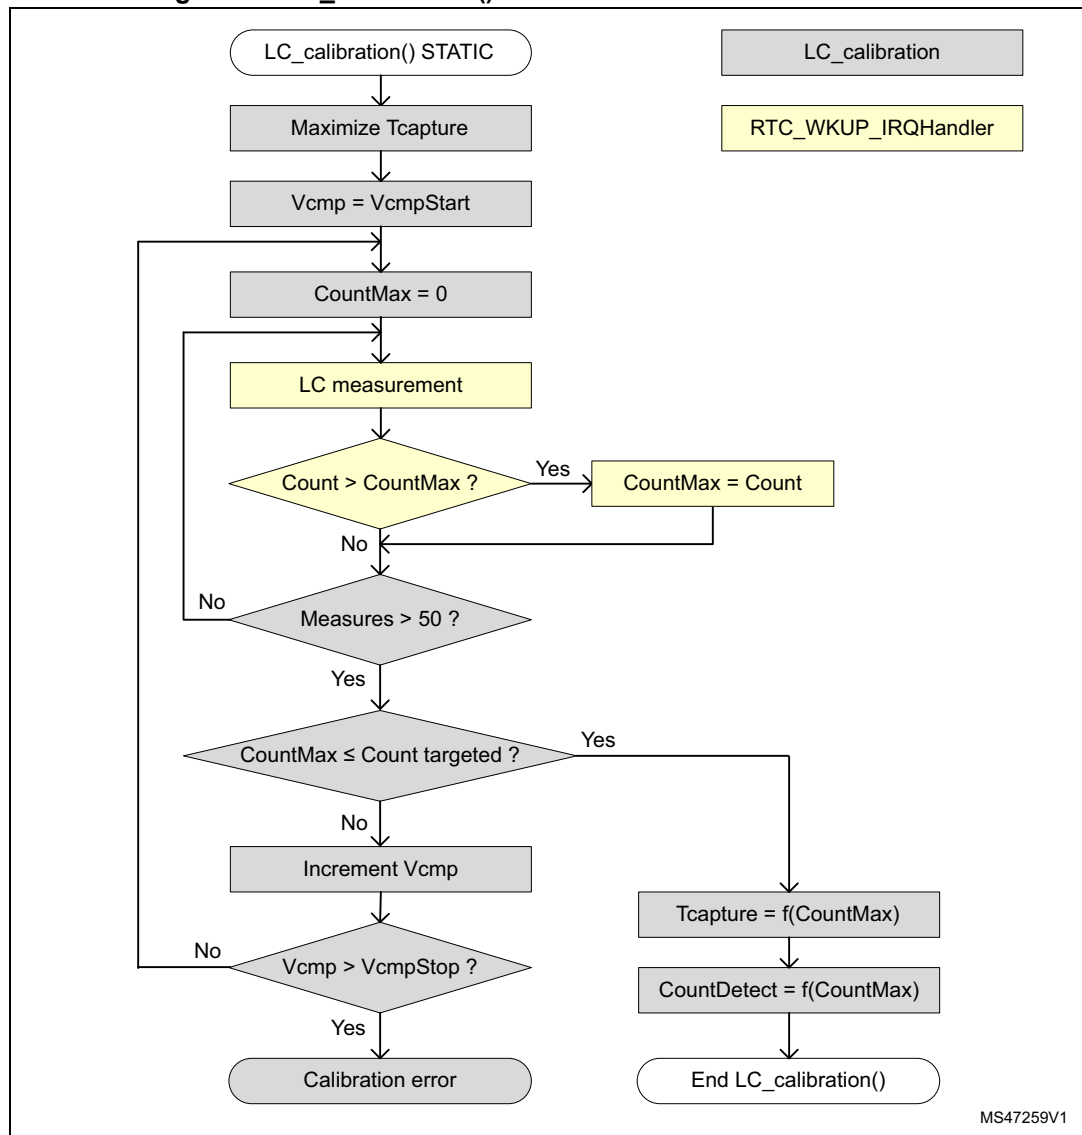 LC_calibration() STATIC
LC_calibration
Maximize Tcapture
RTC_WKUP_IRQHandler
Vcmp = VcmpStart
CountMax = 0
LC measurement
Count > CountMax ?
Yes
CountMax = Count
No
No
Measures > 50 ?
Yes
CountMax ≤ Count targeted ?
Yes
No
Increment Vcmp
Tcapture = f(CountMax)
No
Vcmp > VcmpStop ?
CountDetect = f(CountMax)
Yes
Calibration error
End LC_calibration()
MS47259V1